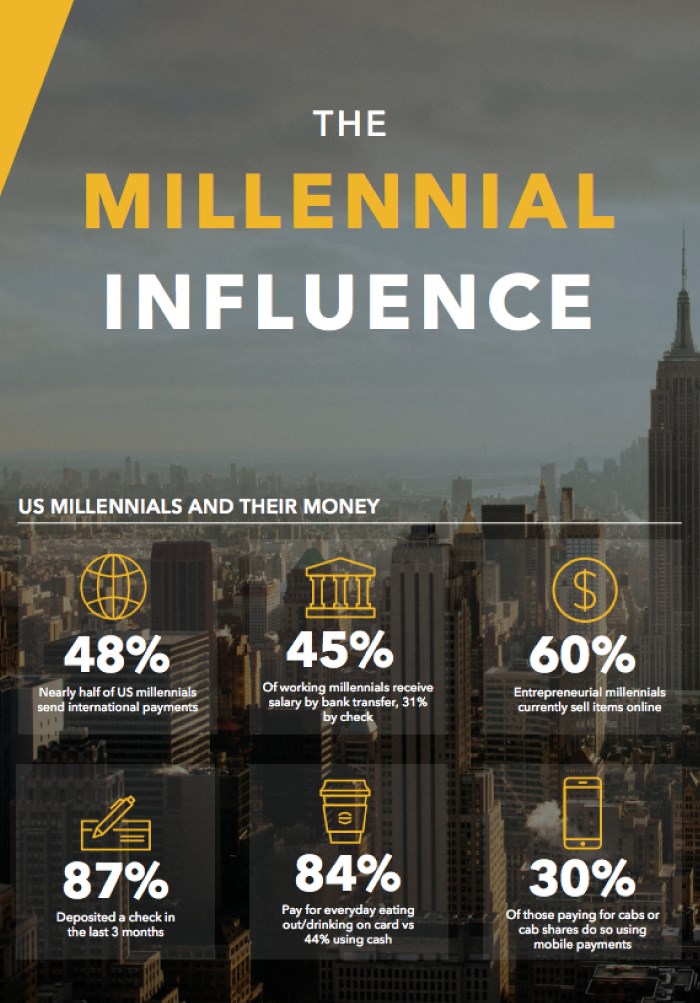 THE
MILLENNIAL
INFLUENCE
US MILLENNIALS AND THEIR MONEY
48%
Nearly half of US millennials
send international payments
45%
Of working millennials receive
salary by bank transfer, 31%
by check
60%
Entrepreneurial millennials
currently sell items online
87%
Deposited a check in
the last 3 months
84%
Pay for everyday eating
out/drinking on card vs
44% using cash
30%
Of those paying for cabs or
cab shares do so using
mobile payments